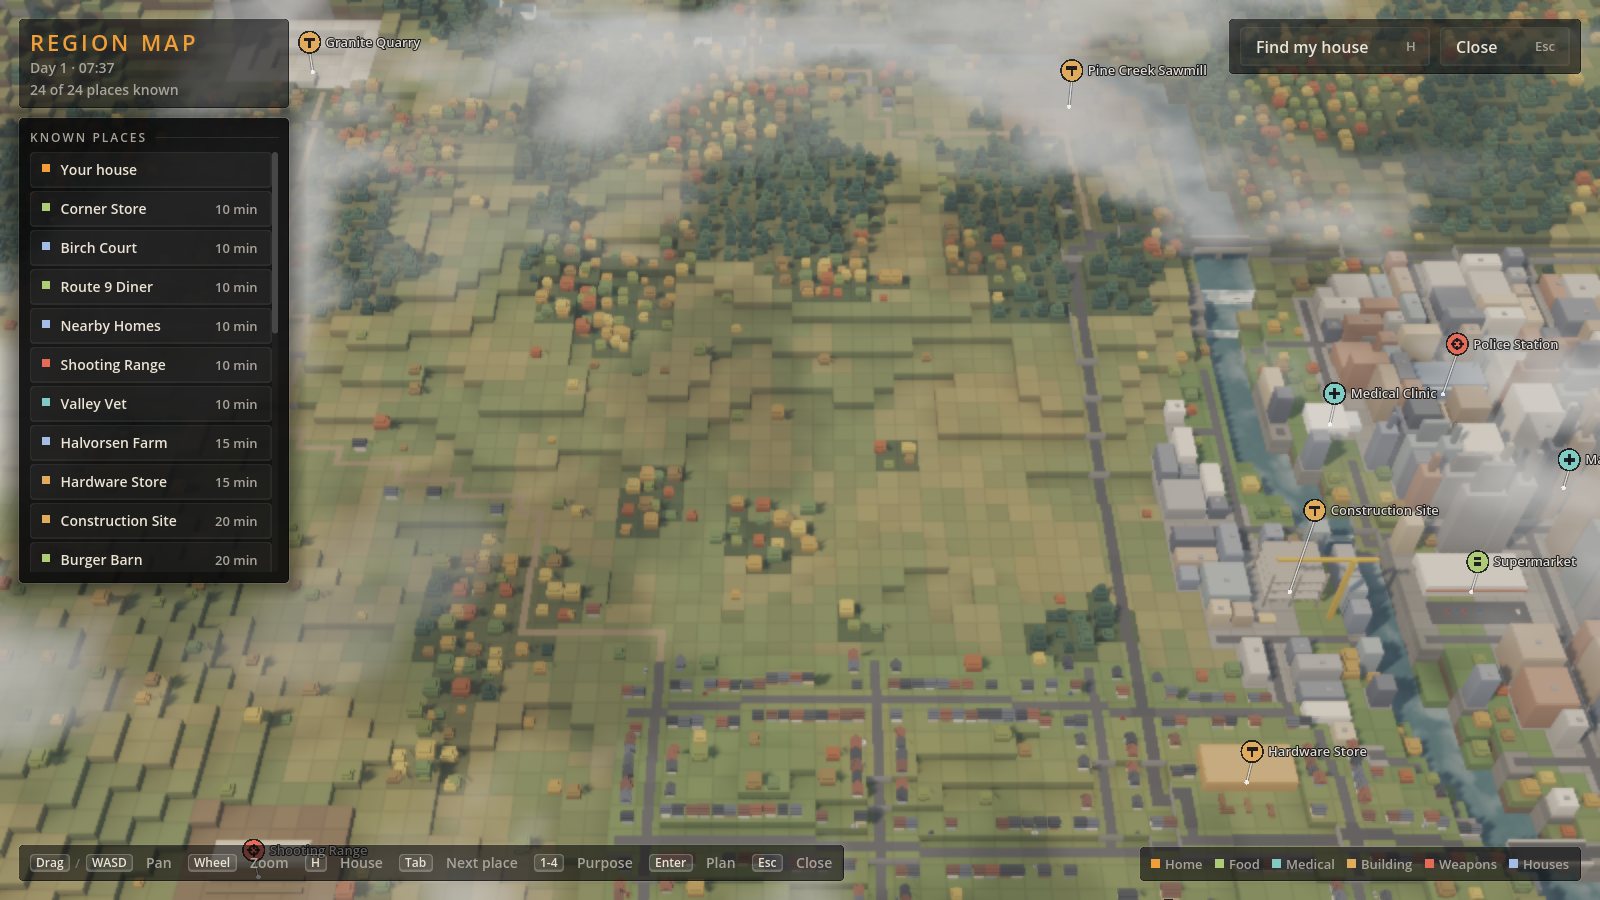 REGION MAP
Day 1 · 07:37
24 of 24 places known
KNOWN PLACES
Your house
Corner Store 10 min
Birch Court 10 min
Route 9 Diner 10 min
Nearby Homes 10 min
Shooting Range 10 min
Valley Vet 10 min
Halvorsen Farm 15 min
Hardware Store 15 min
Construction Site 20 min
Burger Barn 20 min
Granite Quarry
Pine Creek Sawmill
Find my house H
Close Esc
Police Station
Medical Clinic
Ma
Construction Site
Supermarket
Hardware Store
Shooting Range
Drag / WASD Pan Wheel Zoom H House Tab Next place 1-4 Purpose Enter Plan Esc Close
Home Food Medical Building Weapons Houses